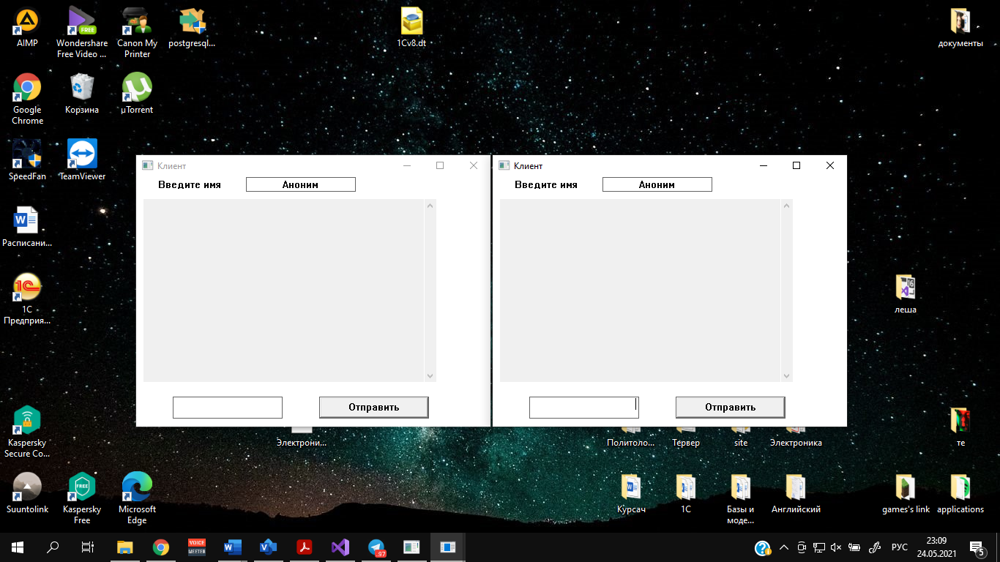 AIMP
Wondershare
Free Video ...
FREE
Canon My
Printer
postgresql...
1Cv8.dt
документы
Google
Chrome
Корзина
µTorrent
SpeedFan
TeamViewer
Расписани...
1C
Предприя...
Kaspersky
Secure Co...
Suuntolink
FREE
Kaspersky
Free
Microsoft
Edge
Клиент
Введите имя
Аноним
Отправить
Клиент
Введите имя
Аноним
Отправить
леша
Электрони...
Политоло...
Тервер
site
Электроника
те
Курсач
1С
Базы и
моде...
Английский
games's link
applications
VOICE
MEETER
97
РУС
23:09
24.05.2021
5